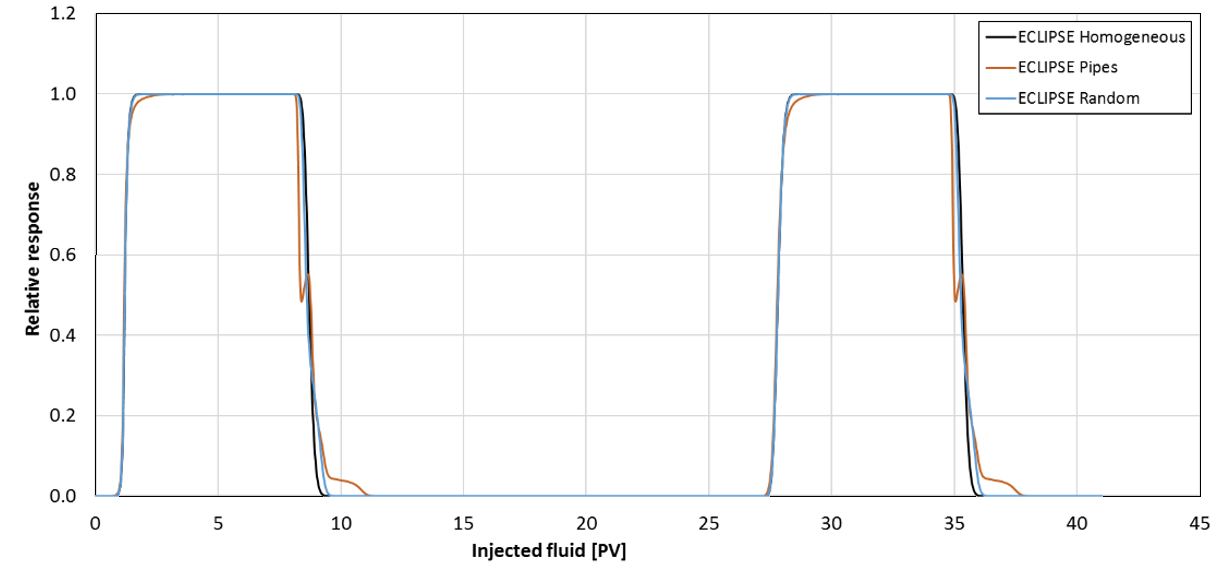 1.2
1.0
0.8
0.6
0.4
0.2
0.0
Relative response
0 5 10 15 20 25 30 35 40 45
Injected fluid [PV]
ECLIPSE Homogeneous
ECLIPSE Pipes
ECLIPSE Random